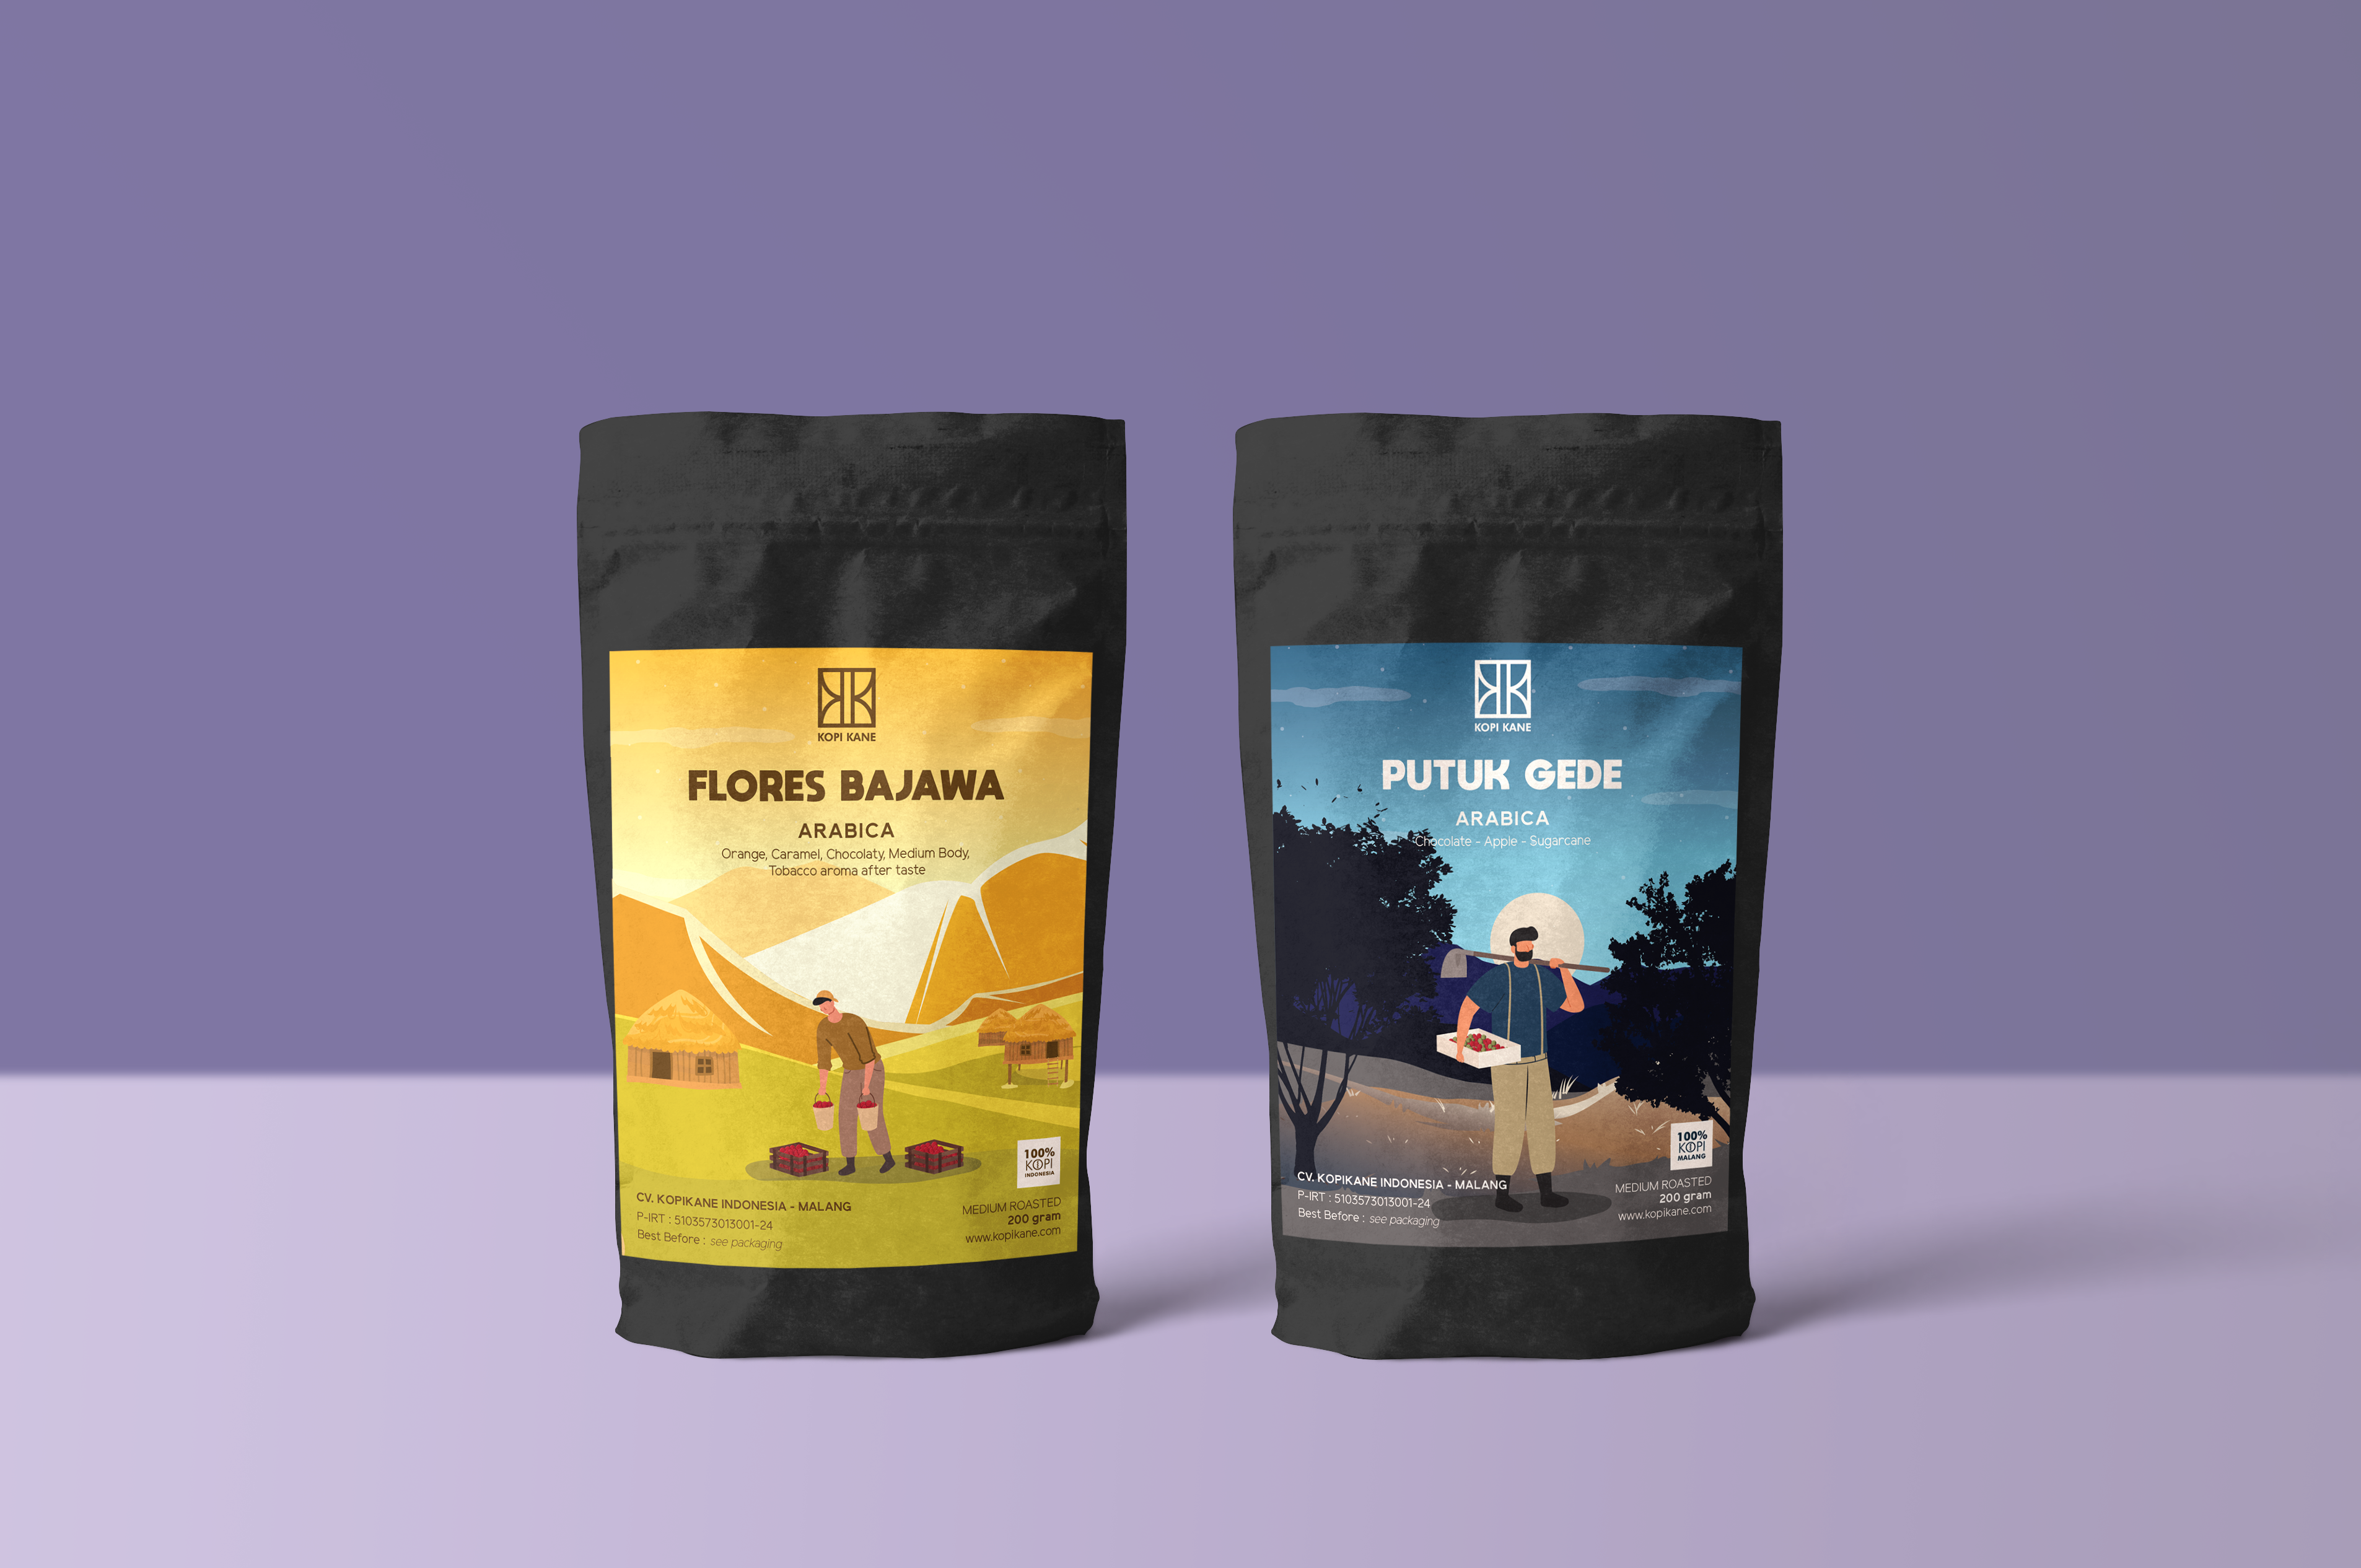 KOPI KANE
FLORES BAJAWA
ARABICA
Orange, Caramel, Chocolaty, Medium Body,
Tobacco aroma after taste
100%
KOPI
INDONESIA
CV. KOPIKANE INDONESIA - MALANG
P-IRT : 5103573013001-24
Best Before : see packaging
MEDIUM ROASTED
200 gram
www.kopikane.com
KOPI KANE
PUTUK GEDE
ARABICA
Chocolate - Apple - Sugarcane
100%
KOPI
MALANG
CV. KOPIKANE INDONESIA - MALANG
P-IRT : 5103573013001-24
Best Before : see packaging
MEDIUM ROASTED
200 gram
www.kopikane.com